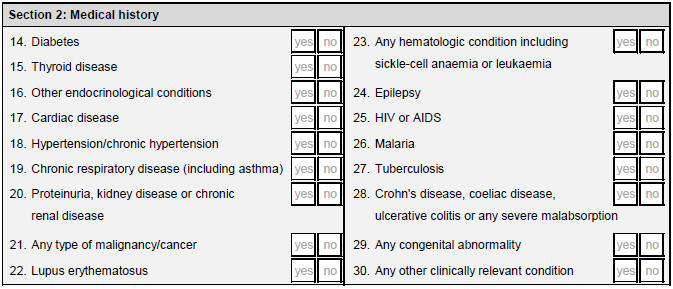 Section 2: Medical history
14. Diabetes yes no
15. Thyroid disease yes no
16. Other endocrinological conditions yes no
17. Cardiac disease yes no
18. Hypertension/chronic hypertension yes no
19. Chronic respiratory disease (including asthma) yes no
20. Proteinuria, kidney disease or chronic yes no
renal disease
21. Any type of malignancy/cancer yes no
22. Lupus erythematosus yes no
23. Any hematologic condition including yes no
sickle-cell anaemia or leukaemia
24. Epilepsy yes no
25. HIV or AIDS yes no
26. Malaria yes no
27. Tuberculosis yes no
28. Crohn's disease, coeliac disease, yes no
ulcerative colitis or any severe malabsorption
29. Any congenital abnormality yes no
30. Any other clinically relevant condition yes no